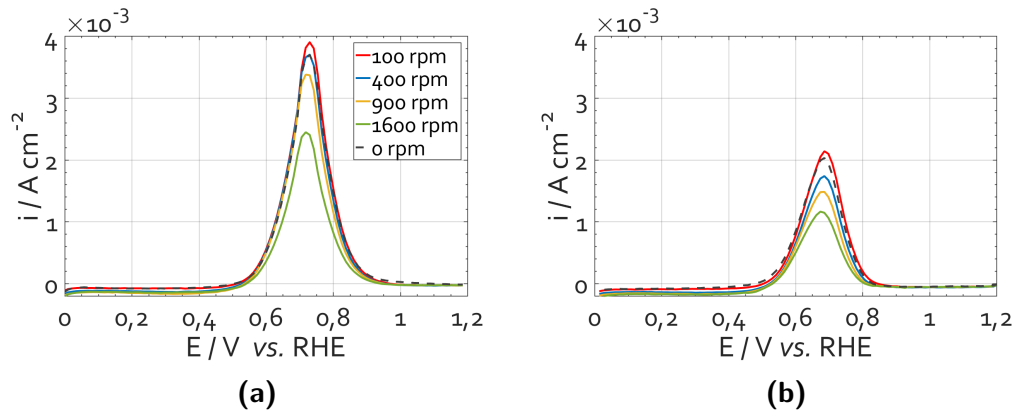 ×10⁻³
4
3
2
1
0
i / A cm⁻²
100 rpm
400 rpm
900 rpm
1600 rpm
0 rpm
0 0,2 0,4 0,6 0,8 1 1,2
E / V vs. RHE
(a)
×10⁻³
4
3
2
1
0
i / A cm⁻²
0 0,2 0,4 0,6 0,8 1 1,2
E / V vs. RHE
(b)